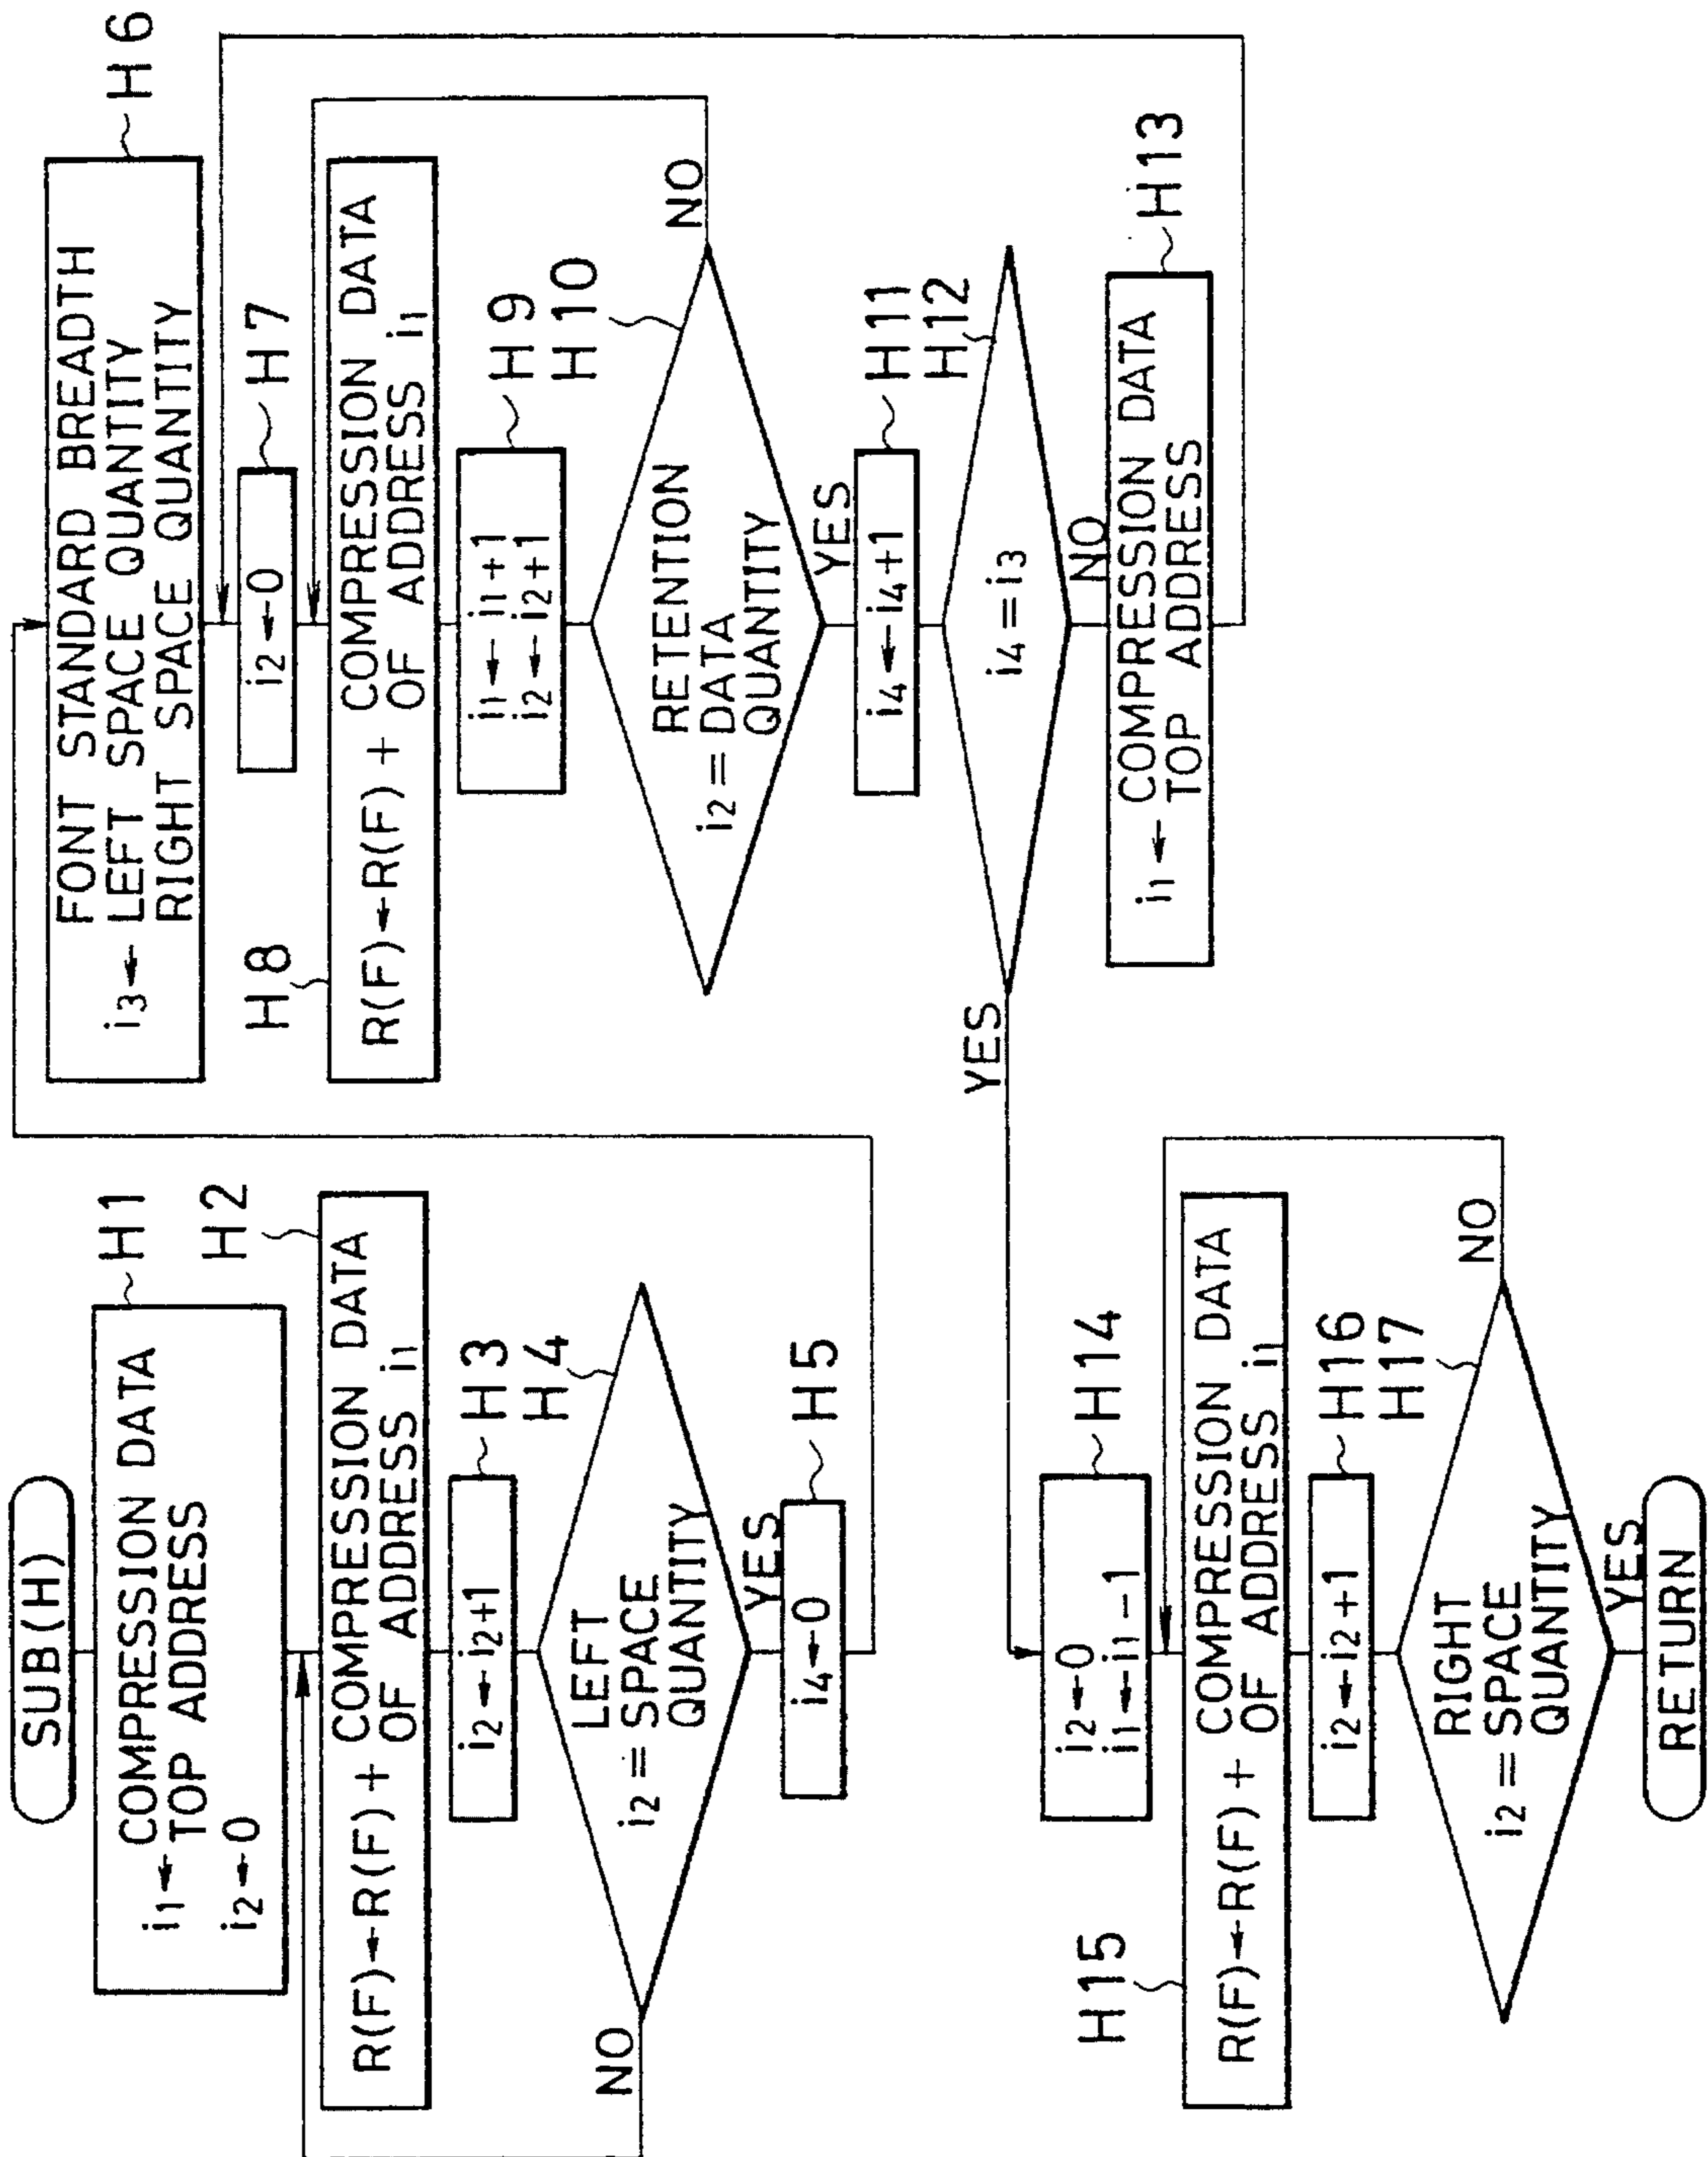 SUB(H)
H1
i1← COMPRESSION DATA
TOP ADDRESS
i2←0
H2
R(F)←R(F) + COMPRESSION DATA
OF ADDRESS i1
H3
i2←i2+1
H4
LEFT
i2 = SPACE
QUANTITY
NO
YES
H5
i4←0
H6
FONT STANDARD BREADTH
i3← LEFT SPACE QUANTITY
RIGHT SPACE QUANTITY
H7
i2←0
H8
R(F)←R(F) + COMPRESSION DATA
OF ADDRESS i1
H9
i1←i1+1
i2←i2+1
H10
RETENTION
i2 = DATA
QUANTITY
NO
YES
H11
i4←i4+1
H12
i4=i3
YES
NO
H13
i1← COMPRESSION DATA
TOP ADDRESS
H14
i2←0
i1←i1−1
H15
R(F)←R(F) + COMPRESSION DATA
OF ADDRESS i1
H16
i2←i2+1
H17
RIGHT
i2 = SPACE
QUANTITY
NO
YES
RETURN